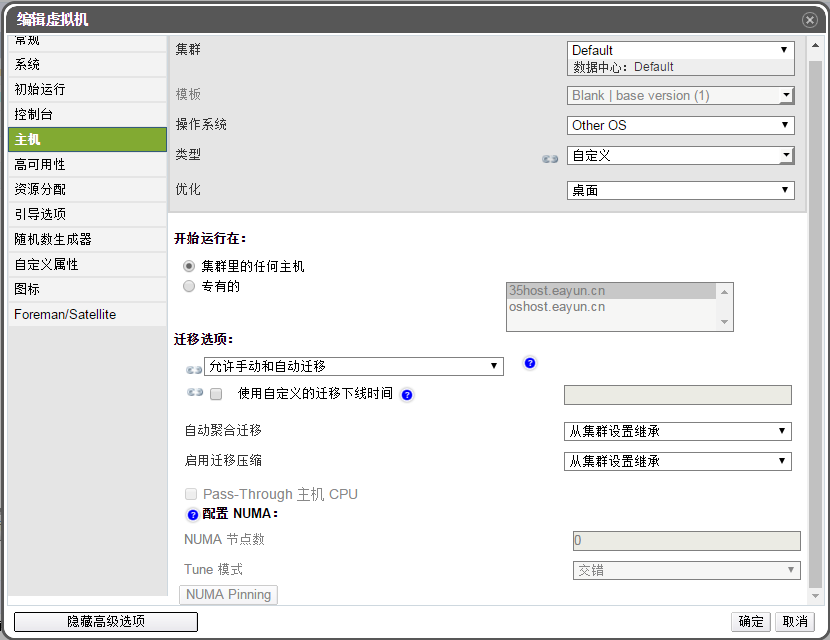 编辑虚拟机
常规
系统
初始运行
控制台
主机
高可用性
资源分配
引导选项
随机数生成器
自定义属性
图标
Foreman/Satellite
集群
Default
数据中心：Default
模板
Blank | base version (1)
操作系统
Other OS
类型
自定义
优化
桌面
开始运行在：
集群里的任何主机
专有的
35host.eayun.cn
oshost.eayun.cn
迁移选项：
允许手动和自动迁移
?
使用自定义的迁移下线时间
?
自动聚合迁移
从集群设置继承
启用迁移压缩
从集群设置继承
Pass-Through 主机 CPU
? 配置 NUMA：
NUMA 节点数
0
Tune 模式
交错
NUMA Pinning
隐藏高级选项
确定
取消